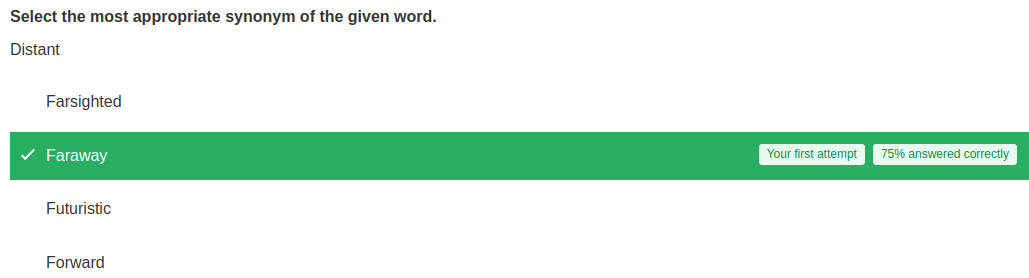 Select the most appropriate synonym of the given word.
Distant
Farsighted
Faraway Your first attempt 75% answered correctly
Futuristic
Forward